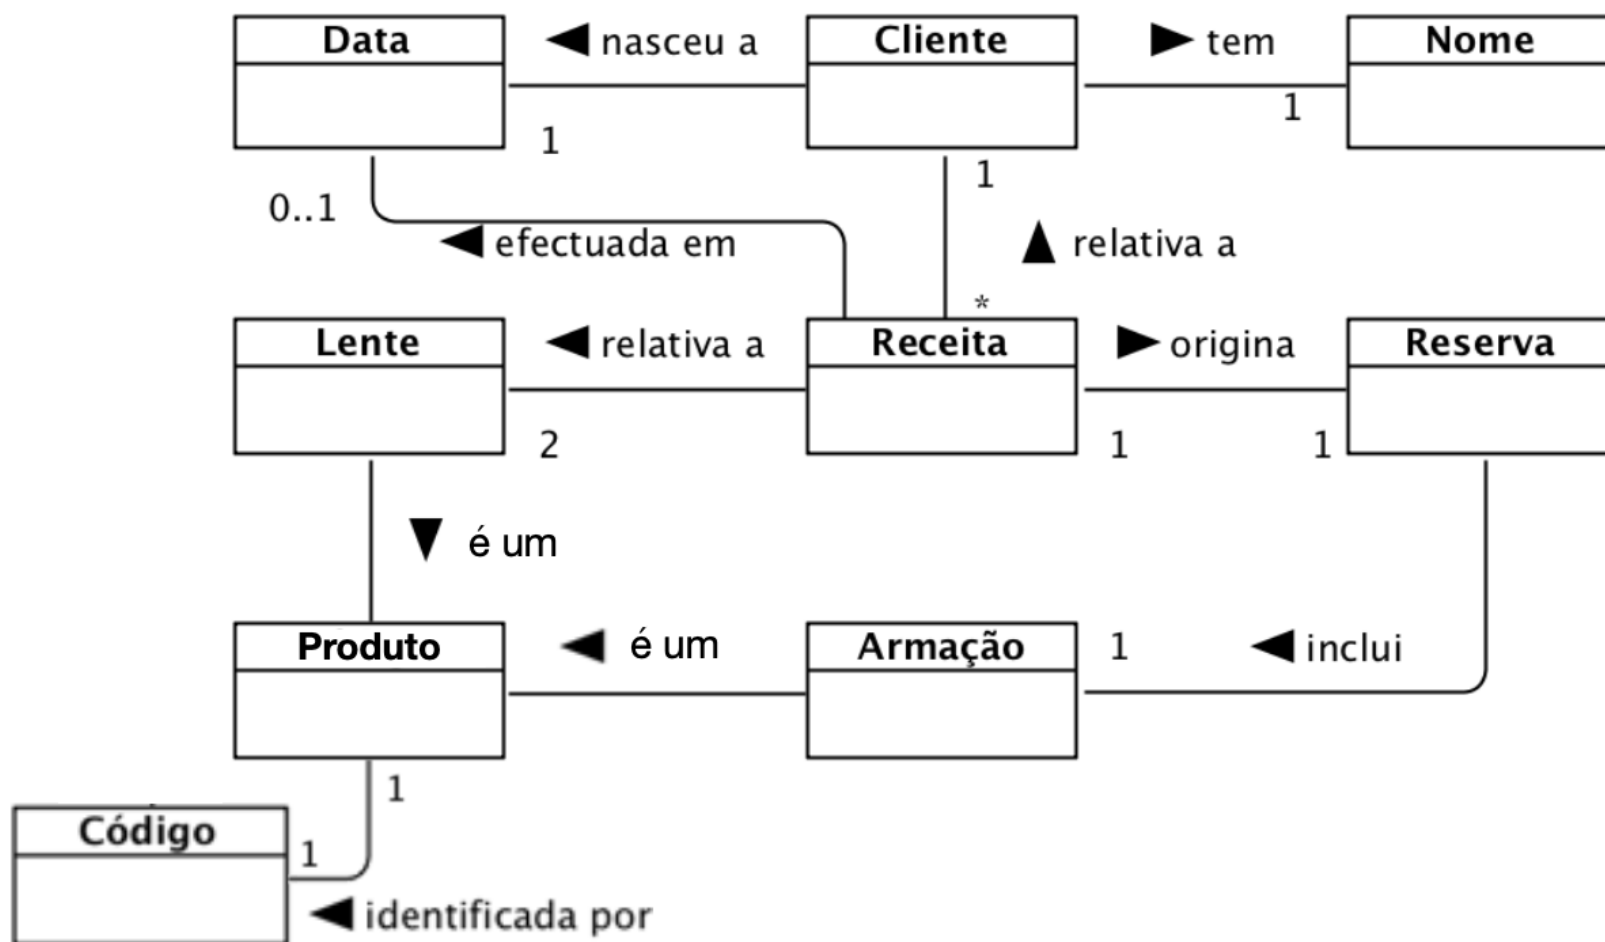 Data
nasceu a
Cliente
tem
Nome
1
1
1
0..1
efectuada em
relativa a
*
Lente
relativa a
Receita
origina
Reserva
2
1
1
é um
Produto
é um
Armação
1
inclui
1
Código
1
identificada por